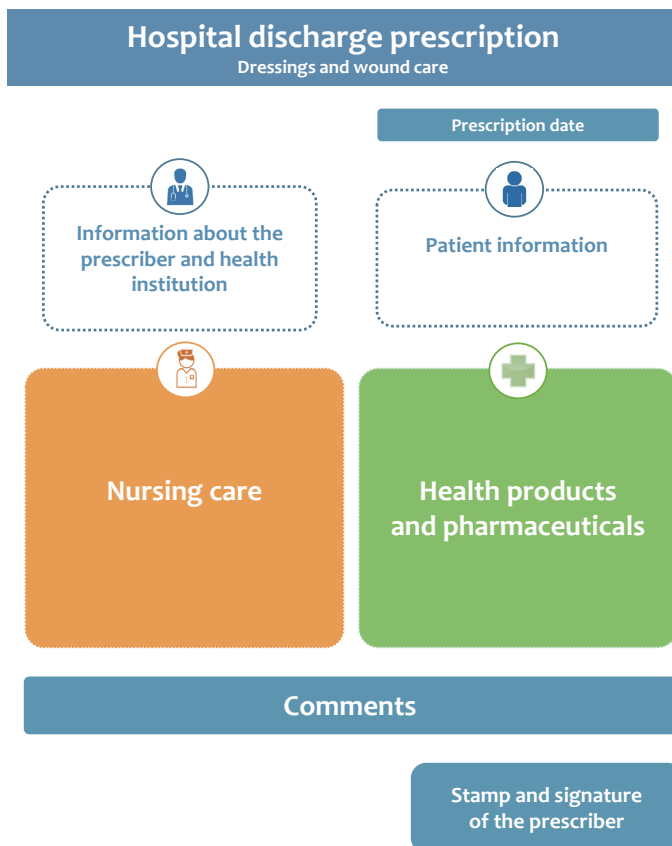 Hospital discharge prescription
Dressings and wound care
Prescription date
Information about the
prescriber and health
institution
Patient information
Nursing care
Health products
and pharmaceuticals
Comments
Stamp and signature
of the prescriber